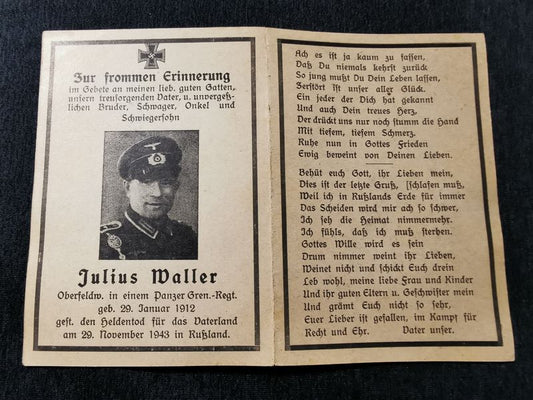 Zur frommen Erinnerung
im Gebete an meinen lieb. guten Gatten,
unsern treusorgenden Vater, u. unvergeß-
lichen Bruder, Schwager, Onkel und
Schwiegersohn
Julius Waller
Oberfeldw. in einem Panzer Gren.-Regt.
geb. 29. Januar 1912
gest. den Heldentod für das Vaterland
am 29. November 1943 in Rußland.
Ach es ist ja kaum zu fassen,
Daß Du niemals kehrst zurück
So jung mußt Du Dein Leben lassen,
Zerstört ist unser aller Glück.
Ein jeder der Dich hat gekannt
Und auch Dein treues Herz,
Der drückt uns nur noch stumm die Hand
Mit tiefem, tiefem Schmerz.
Ruhe nun in Gottes Frieden
Ewig beweint von Deinen Lieben.
Behüt euch Gott, ihr Lieben mein,
Dies ist der letzte Gruß, [schlafen muß,
Weil ich in Rußlands Erde für immer
Das Scheiden wird mir ach so schwer,
Ich seh die Heimat nimmermehr.
Ich fühls, daß ich muß sterben.
Gottes Wille wird es sein
Drum nimmer weint ihr Lieben,
Weinet nicht und schickt Euch drein
Leb wohl, meine liebe Frau und Kinder
Und ihr guten Eltern u. Geschwister mein
Und grämt Euch nicht so sehr,
Euer Lieber ist gefallen, im Kampf für
Recht und Ehr. Vater unser.